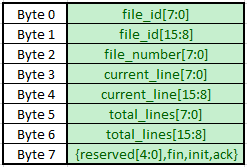 Byte 0 file_id[7:0]
Byte 1 file_id[15:8]
Byte 2 file_number[7:0]
Byte 3 current_line[7:0]
Byte 4 current_line[15:8]
Byte 5 total_lines[7:0]
Byte 6 total_lines[15:8]
Byte 7 {reserved[4:0],fin,init,ack}